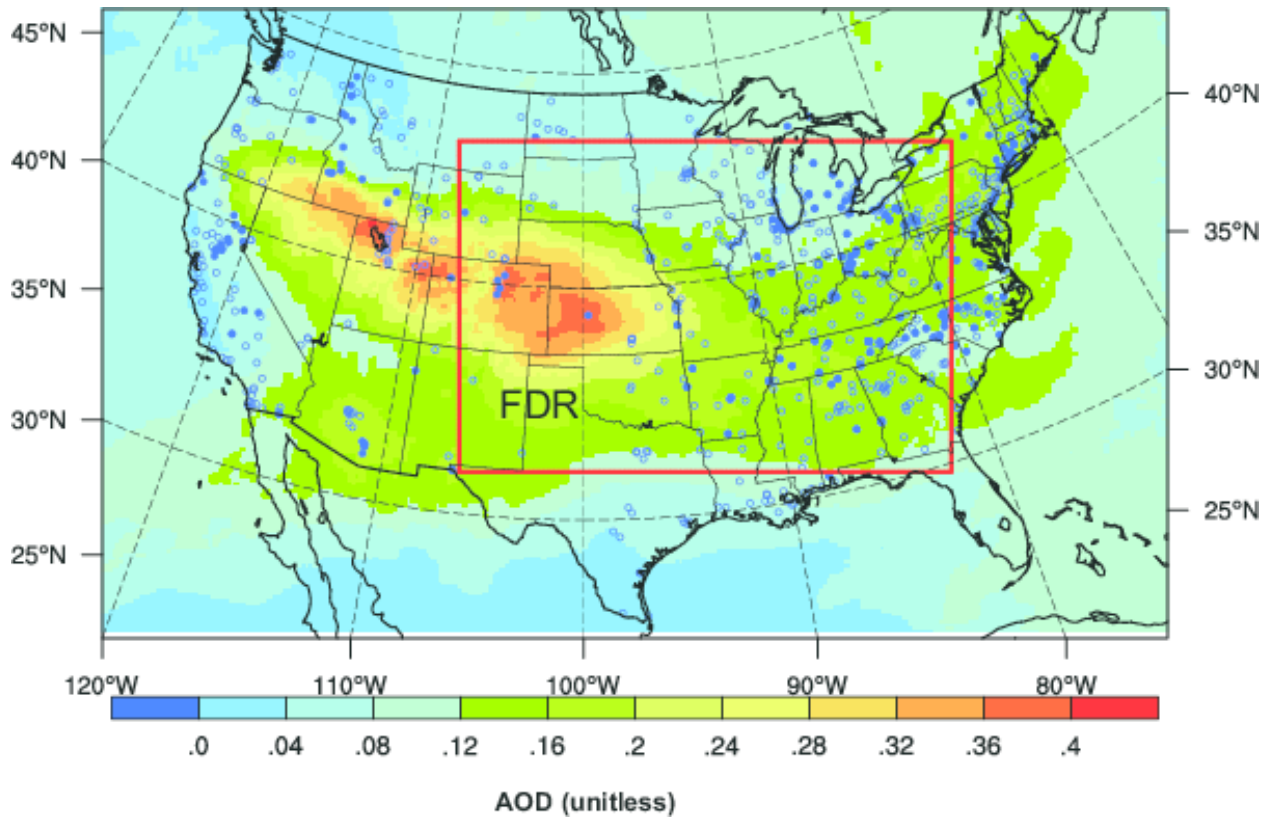 45°N
40°N
40°N
35°N
35°N
30°N
FDR
30°N
25°N
25°N
120°W 110°W 100°W 90°W 80°W
.0 .04 .08 .12 .16 .2 .24 .28 .32 .36 .4
AOD (unitless)